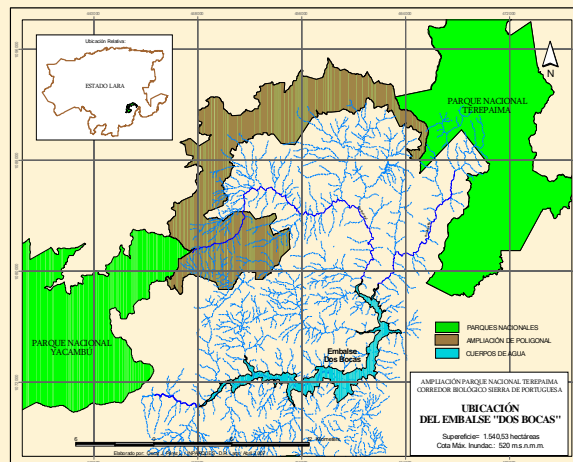 Ubicación Relativa:
ESTADO LARA
N
PARQUE NACIONAL
TEREPAIMA
PARQUE NACIONAL
YACAMBÚ
Embalse
Dos Bocas
PARQUES NACIONALES
AMPLIACIÓN DE POLIGONAL
CUERPOS DE AGUA
AMPLIACIÓN PARQUE NACIONAL TEREPAIMA
CORREDOR BIOLÓGICO SIERRA DE PORTUGUESA
UBICACIÓN
DEL EMBALSE "DOS BOCAS"
Superficie: 1.540,53 hectáreas
Cota Máx. Inundac.: 520 m.s.n.m.m.
Elaborado por: